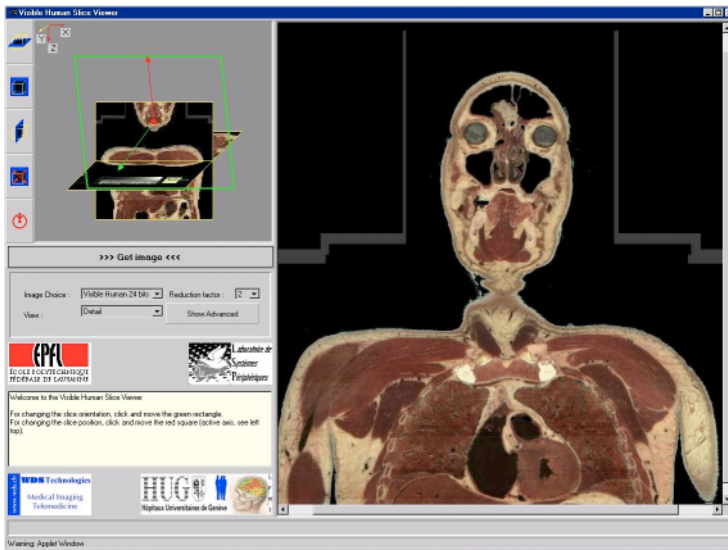 Visible Human Slice Viewer
X
Y
Z
>>> Get image <<<
Image Choice : Visible Human 24 bits Reduction factor : 2
View : Detail Show Advanced
EPFL
ÉCOLE POLYTECHNIQUE
FÉDÉRALE DE LAUSANNE
Laboratoire de
Systèmes
Périphériques
Welcome to the Visible Human Slice Viewer
For changing the slice orientation, click and move the green rectangle.
For changing the slice position, click and move the red square (active axis, see left
top).
www.wds.ch
WDS Technologies
Medical Imaging
Telemedicine
HUG
Hôpitaux Universitaires de Genève
Warning: Applet Window